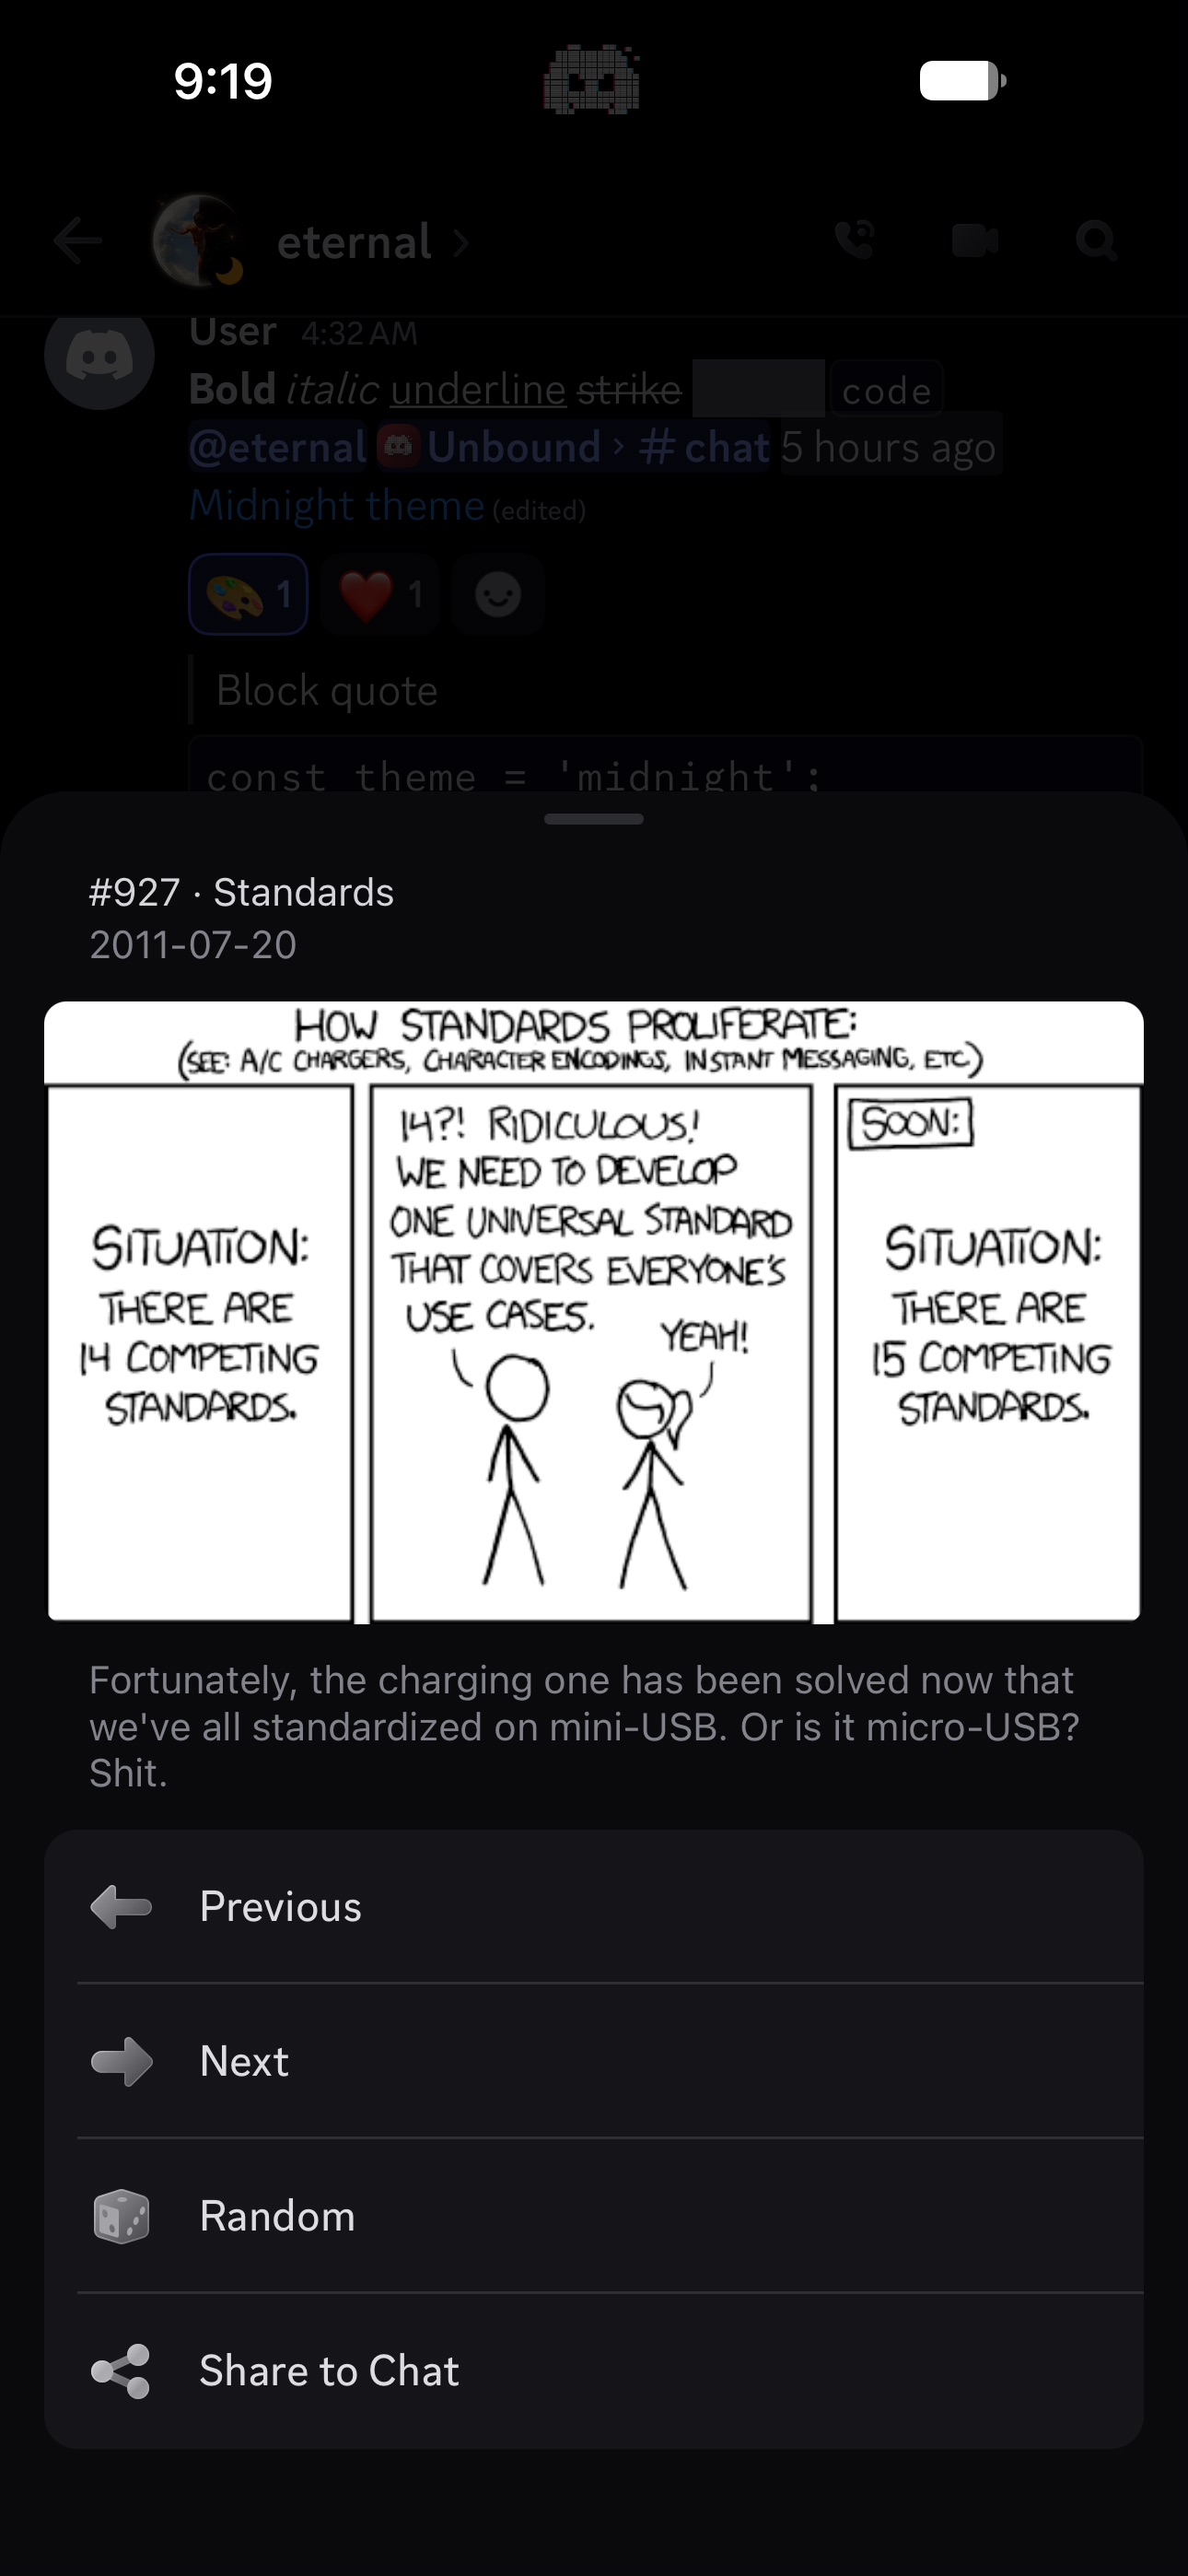 9:19
eternal
User 4:32 AM
Bold italic underline strike code
@eternal Unbound › # chat 5 hours ago
Midnight theme (edited)
1 1
Block quote
const theme = 'midnight';
#927 · Standards
2011-07-20
HOW STANDARDS PROLIFERATE:
(SEE: A/C CHARGERS, CHARACTER ENCODINGS, INSTANT MESSAGING, ETC.)
SITUATION:
THERE ARE
14 COMPETING
STANDARDS.
14?! RIDICULOUS!
WE NEED TO DEVELOP
ONE UNIVERSAL STANDARD
THAT COVERS EVERYONE'S
USE CASES.
YEAH!
SOON:
SITUATION:
THERE ARE
15 COMPETING
STANDARDS.
Fortunately, the charging one has been solved now that
we've all standardized on mini-USB. Or is it micro-USB?
Shit.
Previous
Next
Random
Share to Chat